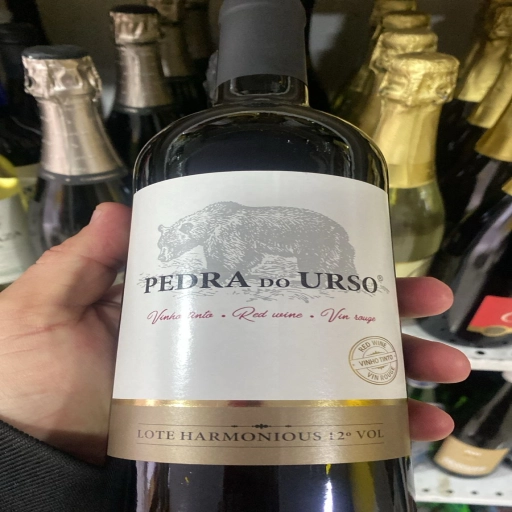 PEDRA DO URSO®
Vinho tinto • Red wine • Vin rouge
RED WINE
VINHO TINTO
VIN ROUGE
LOTE HARMONIOUS 12º VOL